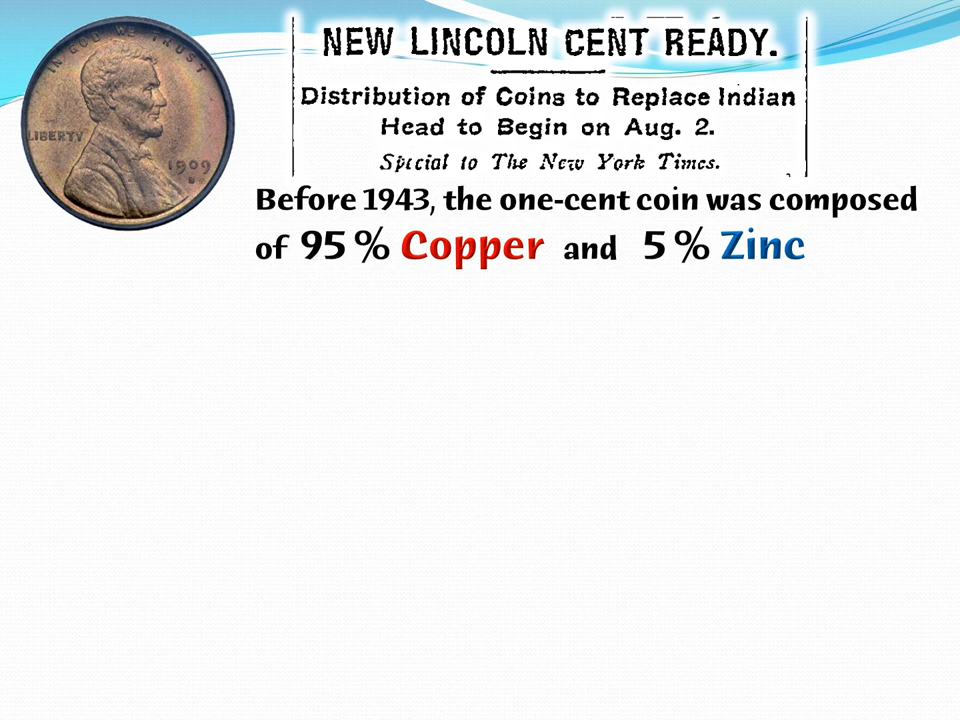 IN GOD WE TRUST
LIBERTY
1909
S
NEW LINCOLN CENT READY.
Distribution of Coins to Replace Indian
Head to Begin on Aug. 2.
Special to The New York Times.
Before 1943, the one-cent coin was composed
of 95 % Copper and 5 % Zinc